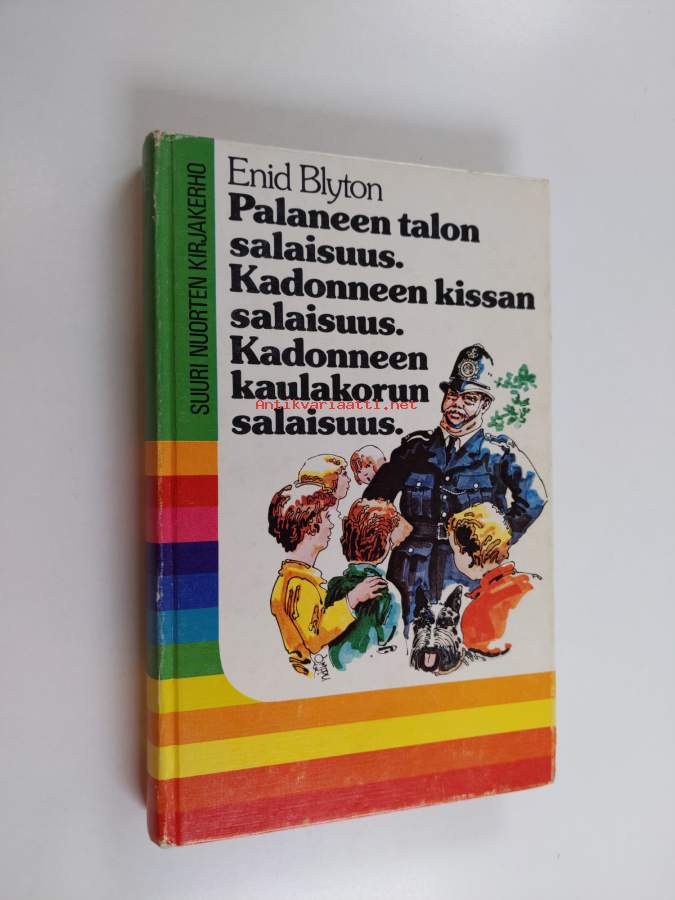 SUURI NUORTEN KIRJAKERHO
Enid Blyton
Palaneen talon
salaisuus.
Kadonneen kissan
salaisuus.
Kadonneen
kaulakorun
Antikvariaatti.net
salaisuus.